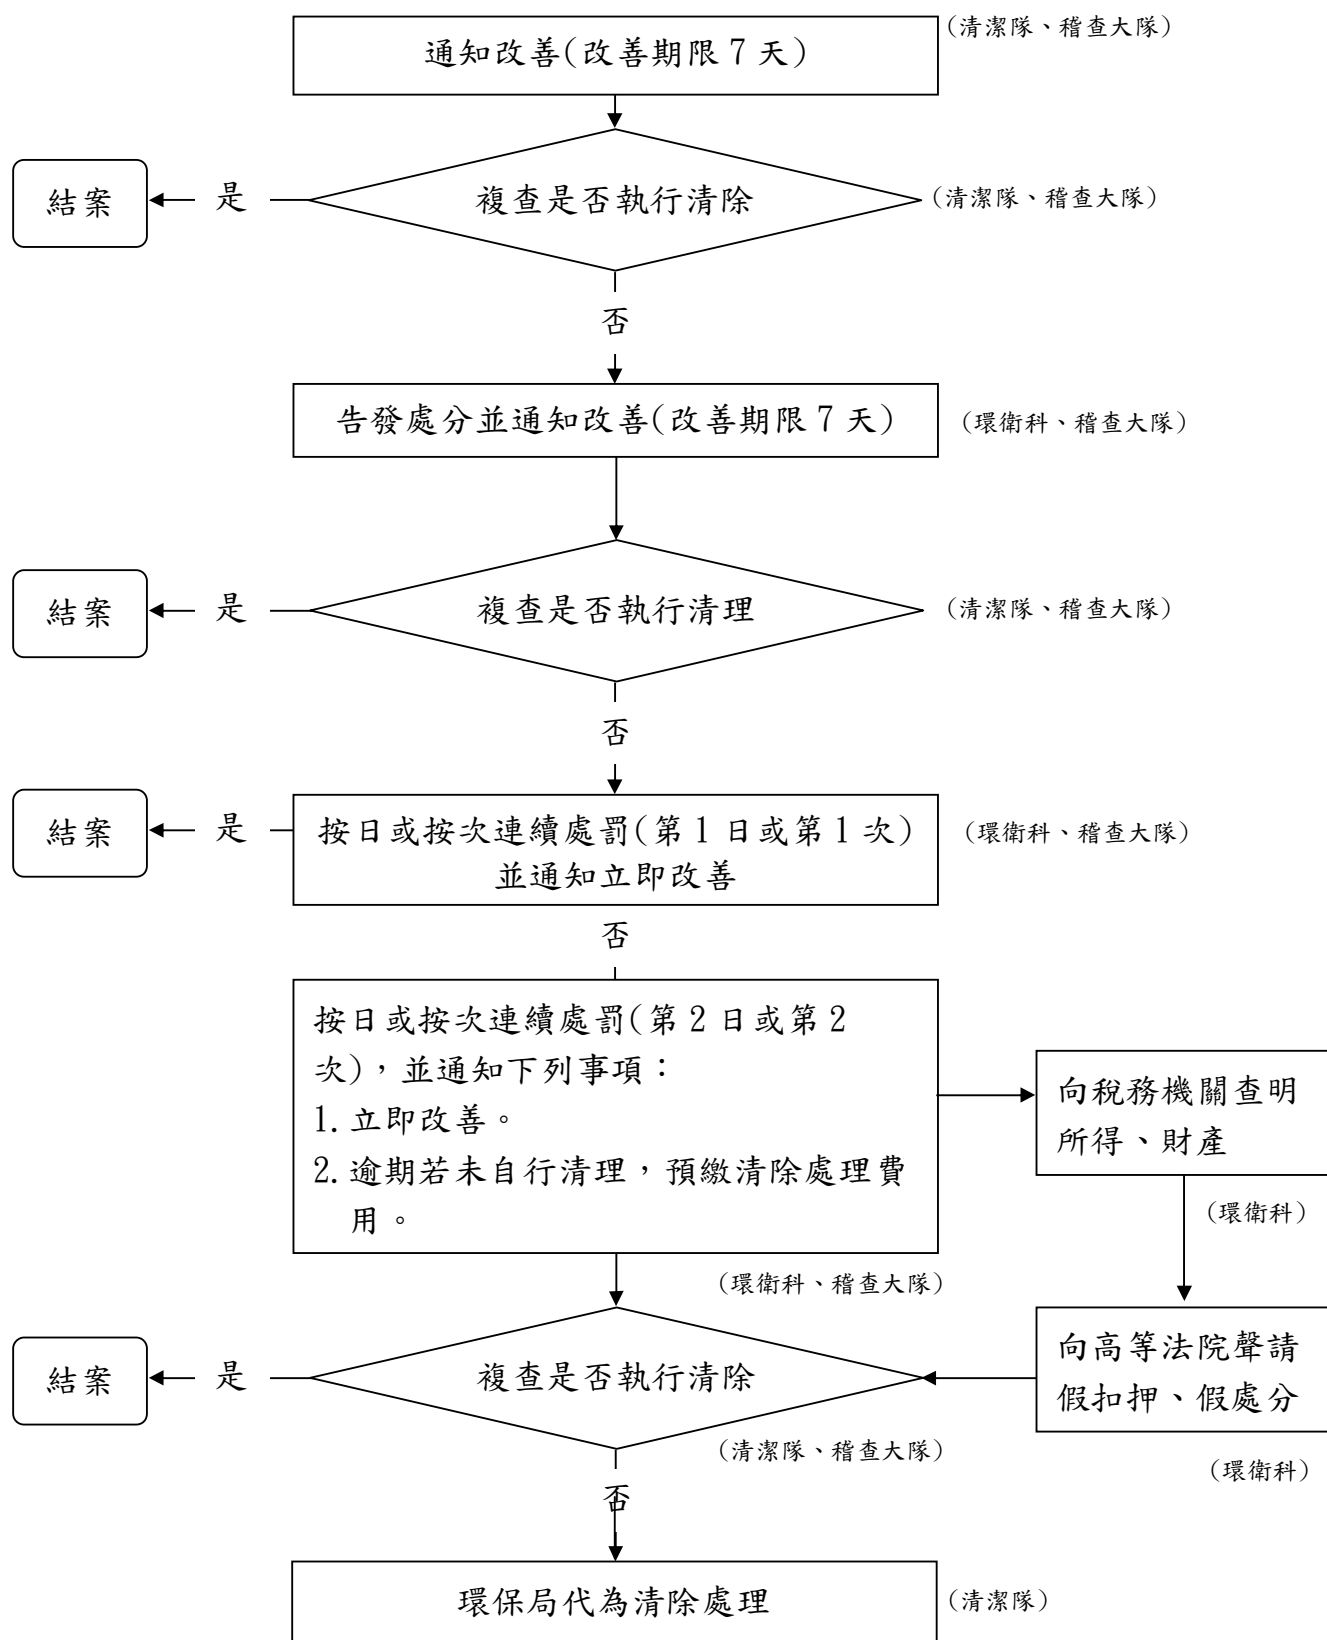 通知改善(改善期限7天)
(清潔隊、稽查大隊)
結案
是
複查是否執行清除
(清潔隊、稽查大隊)
否
告發處分並通知改善(改善期限7天)
(環衛科、稽查大隊)
結案
是
複查是否執行清理
(清潔隊、稽查大隊)
否
結案
是
按日或按次連續處罰(第1日或第1次)
並通知立即改善
(環衛科、稽查大隊)
否
按日或按次連續處罰(第2日或第2
次),並通知下列事項:
1.立即改善。
2.逾期若未自行清理,預繳清除處理費
用。
向稅務機關查明
所得、財產
(環衛科)
(環衛科、稽查大隊)
結案
是
複查是否執行清除
向高等法院聲請
假扣押、假處分
(清潔隊、稽查大隊)
(環衛科)
否
環保局代為清除處理
(清潔隊)